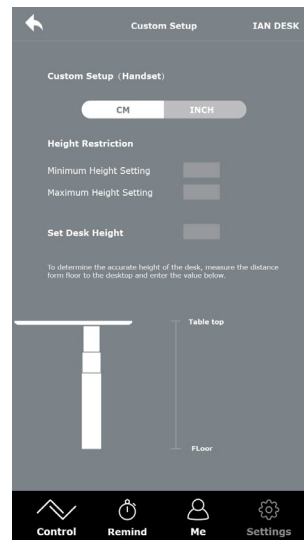 Custom Setup IAN DESK
Custom Setup (Handset)
CM INCH
Height Restriction
Minimum Height Setting
Maximum Height Setting
Set Desk Height
To determine the accurate height of the desk, measure the distance
form floor to the desktop and enter the value below.
Table top
FLoor
Control Remind Me Settings